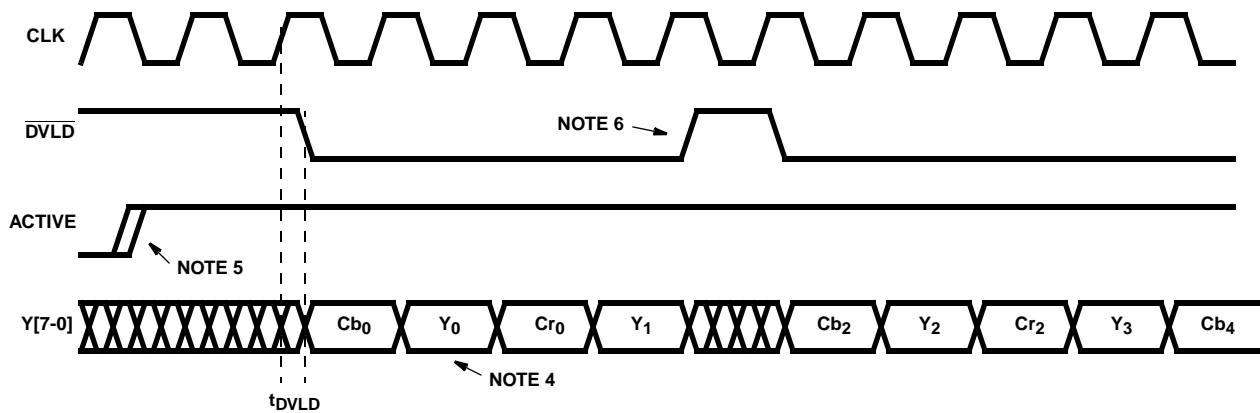 CLK
DVLD
NOTE 6
ACTIVE
NOTE 5
Y[7-0] Cb0 Y0 Cr0 Y1 Cb2 Y2 Cr2 Y3 Cb4
NOTE 4
tDVLD